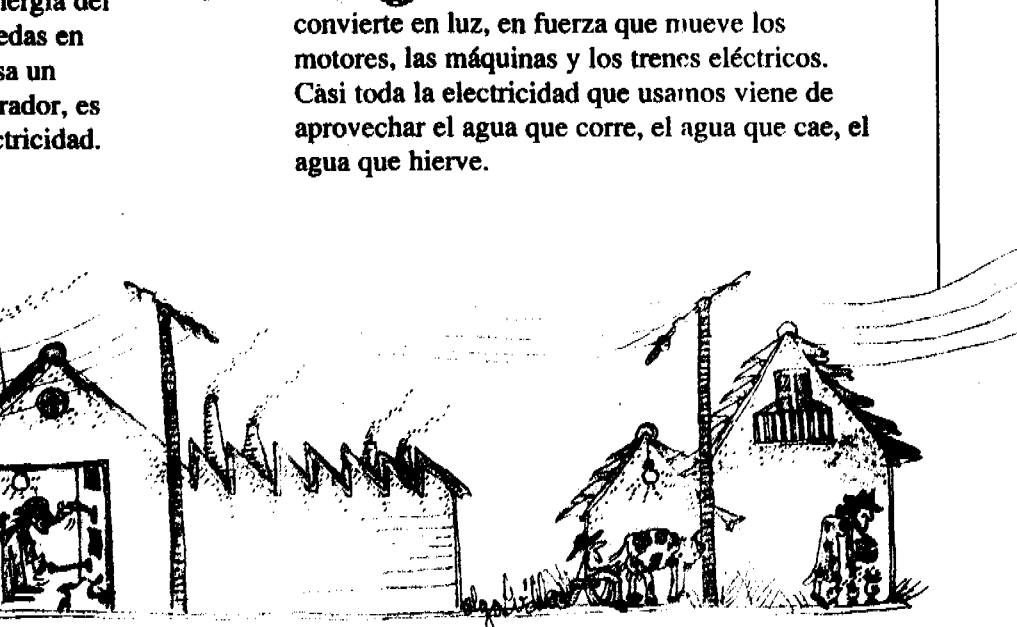 nergía del
edas en
sa un
rador, es
ctricidad.
convierte en luz, en fuerza que mueve los
motores, las máquinas y los trenes eléctricos.
Càsi toda la electricidad que usamos viene de
aprovechar el agua que corre, el agua que cae, el
agua que hierve.